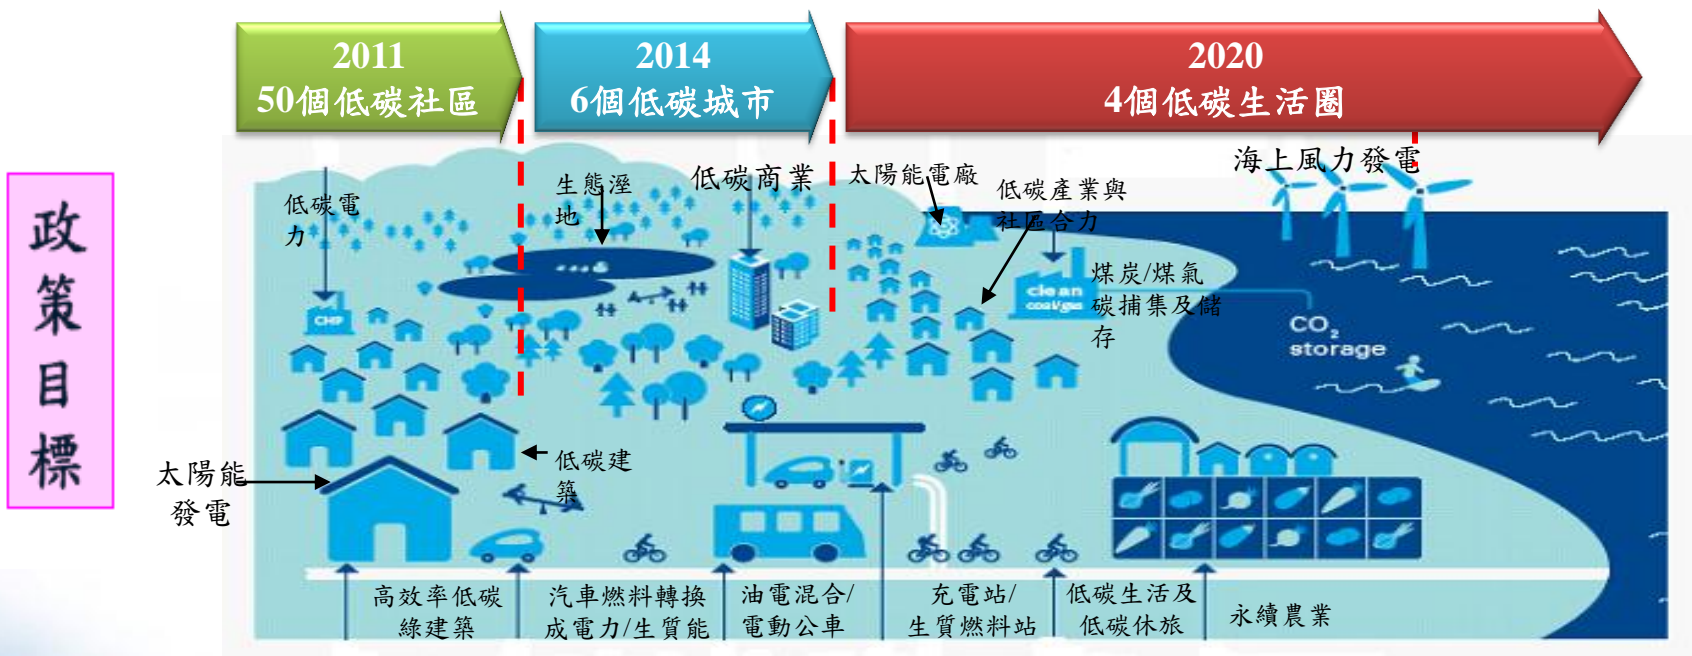 2011
50個低碳社區
2014
6個低碳城市
2020
4個低碳生活圈
政
策
目
標
低碳電
力
生態溼
地
低碳商業
太陽能電廠
低碳產業與
社區合力
海上風力發電
煤炭/煤氣
碳捕集及儲
存
clean
coal/gas
CHP
CO₂
storage
低碳建
築
太陽能
發電
高效率低碳
綠建築
汽車燃料轉換
成電力/生質能
油電混合/
電動公車
充電站/
生質燃料站
低碳生活及
低碳休旅
永續農業